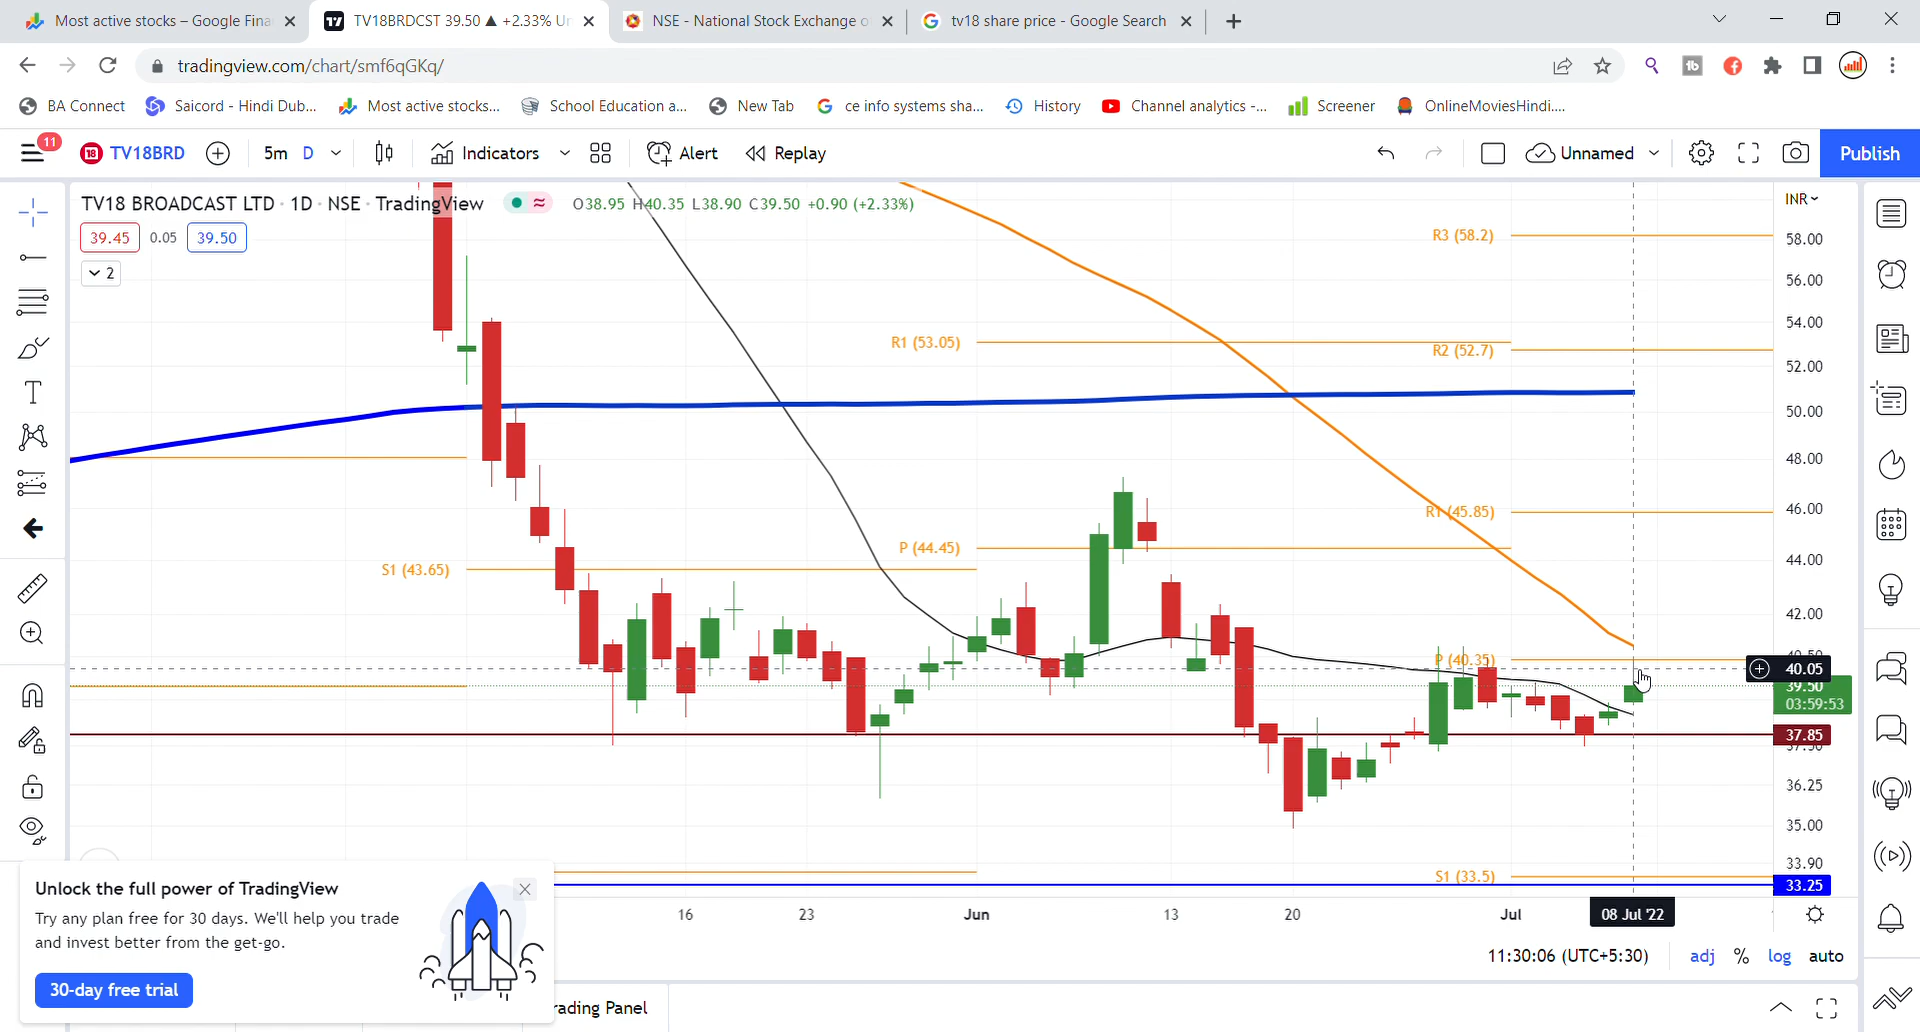 Most active stocks – Google Fina
TV18BRDCST 39.50 ▲ +2.33% Un
NSE - National Stock Exchange o
tv18 share price - Google Search
tradingview.com/chart/smf6qGKq/
BA Connect
Saicord - Hindi Dub...
Most active stocks...
School Education a...
New Tab
ce info systems sha...
History
Channel analytics -...
Screener
OnlineMoviesHindi....
11
18 TV18BRD
5m D
Indicators
Alert
Replay
Unnamed
Publish
TV18 BROADCAST LTD · 1D · NSE · TradingView
O38.95 H40.35 L38.90 C39.50 +0.90 (+2.33%)
INR
39.45 0.05 39.50
2
R3 (58.2)
58.00
56.00
54.00
R1 (53.05)
R2 (52.7)
52.00
50.00
48.00
46.00
R1 (45.85)
P (44.45)
44.00
S1 (43.65)
42.00
P (40.35)
40.05
39.50
03:59:53
37.85
36.25
35.00
33.90
S1 (33.5)
33.25
16 23 Jun 13 20 Jul 08 Jul '22
11:30:06 (UTC+5:30) adj % log auto
Unlock the full power of TradingView
Try any plan free for 30 days. We'll help you trade
and invest better from the get-go.
30-day free trial
rading Panel